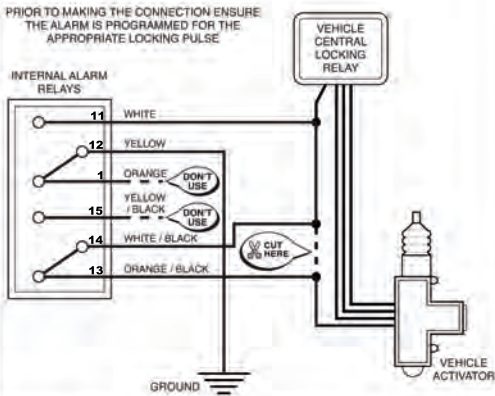 PRIOR TO MAKING THE CONNECTION ENSURE
THE ALARM IS PROGRAMMED FOR THE
APPROPRIATE LOCKING PULSE
VEHICLE
CENTRAL
LOCKING
RELAY
INTERNAL ALARM
RELAYS
11 WHITE
12 YELLOW
1 ORANGE
DON'T
USE
YELLOW
15 / BLACK
DON'T
USE
14 WHITE / BLACK
CUT
HERE
13 ORANGE / BLACK
VEHICLE
ACTIVATOR
GROUND